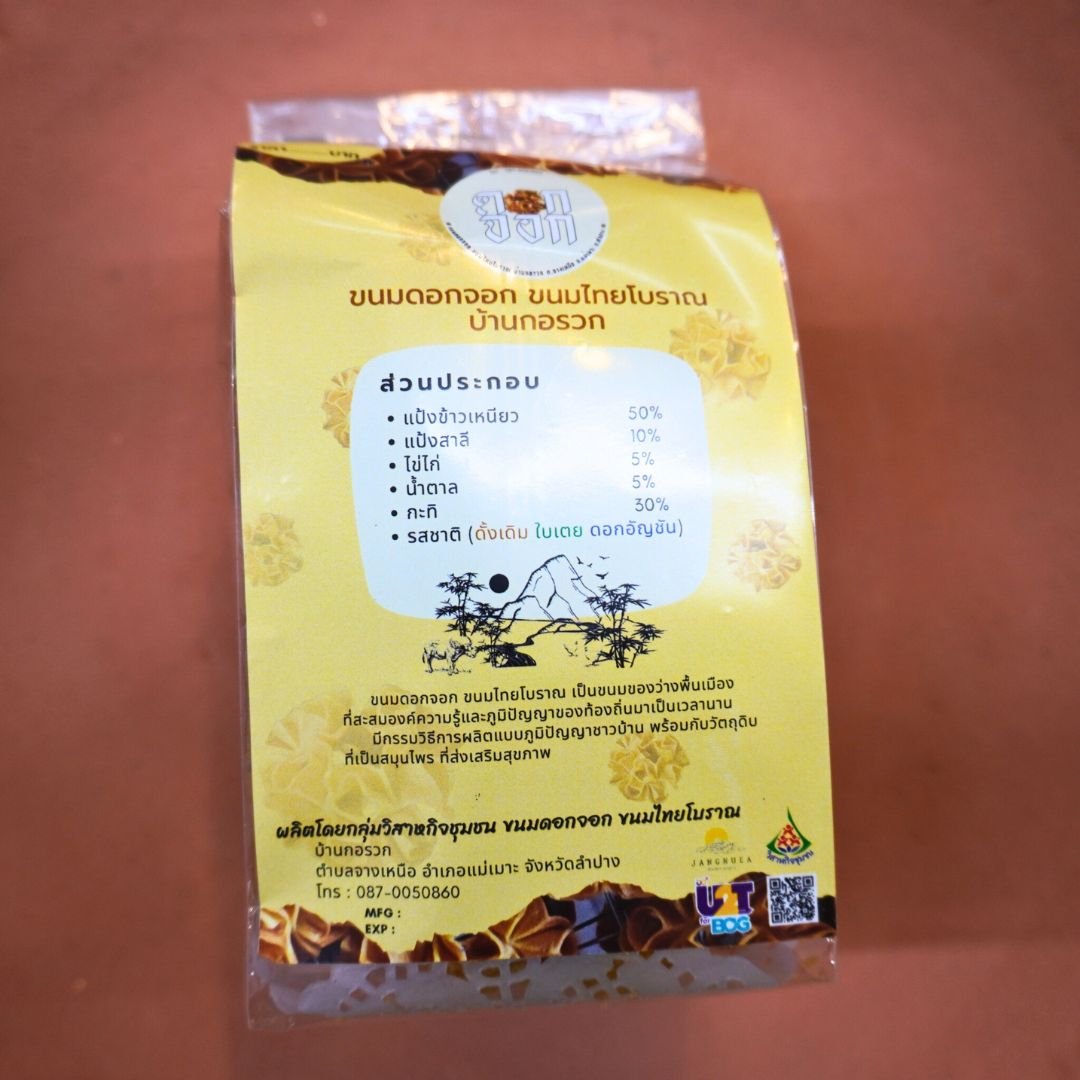 ดอก
จอก
ขนมดอกจอก ขนมไทยโบราณ
บ้านกอรวก
ส่วนประกอบ
• แป้งข้าวเหนียว 50%
• แป้งสาลี 10%
• ไข่ไก่ 5%
• น้ำตาล 5%
• กะทิ 30%
• รสชาติ (ดั้งเดิม ใบเตย ดอกอัญชัน)
ขนมดอกจอก ขนมไทยโบราณ เป็นขนมของว่างพื้นเมือง
ที่สะสมองค์ความรู้และภูมิปัญญาของท้องถิ่นมาเป็นเวลานาน
มีกรรมวิธีการผลิตแบบภูมิปัญญาชาวบ้าน พร้อมกับวัตถุดิบ
ที่เป็นสมุนไพร ที่ส่งเสริมสุขภาพ
ผลิตโดยกลุ่มวิสาหกิจชุมชน ขนมดอกจอก ขนมไทยโบราณ
บ้านกอรวก
ตำบลจางเหนือ อำเภอแม่เมาะ จังหวัดลำปาง
โทร : 087-0050860
MFG :
EXP :
JANGNUEA
วิสาหกิจชุมชน
U2T
for BCG